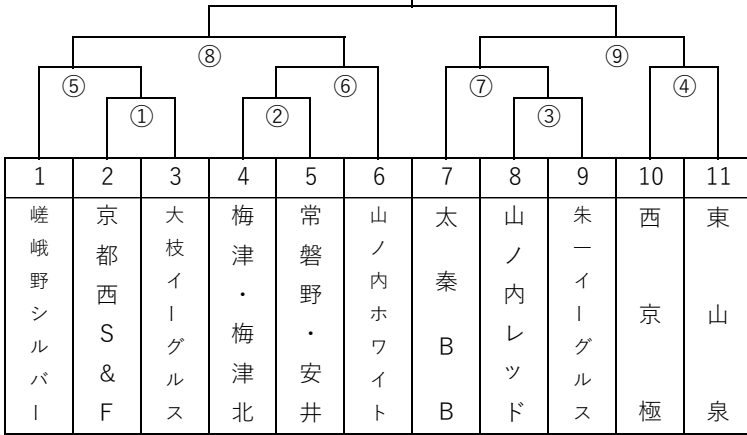 ⑧ ⑨
⑤ ⑥ ⑦ ④
① ② ③
1 2 3 4 5 6 7 8 9 10 11
嵯峨野シルバー
京都西S&F
大枝イーグルス
梅津・梅津北
常磐野・安井
山ノ内ホワイト
太秦BB
山ノ内レッド
朱一イーグルス
西京極
東山泉